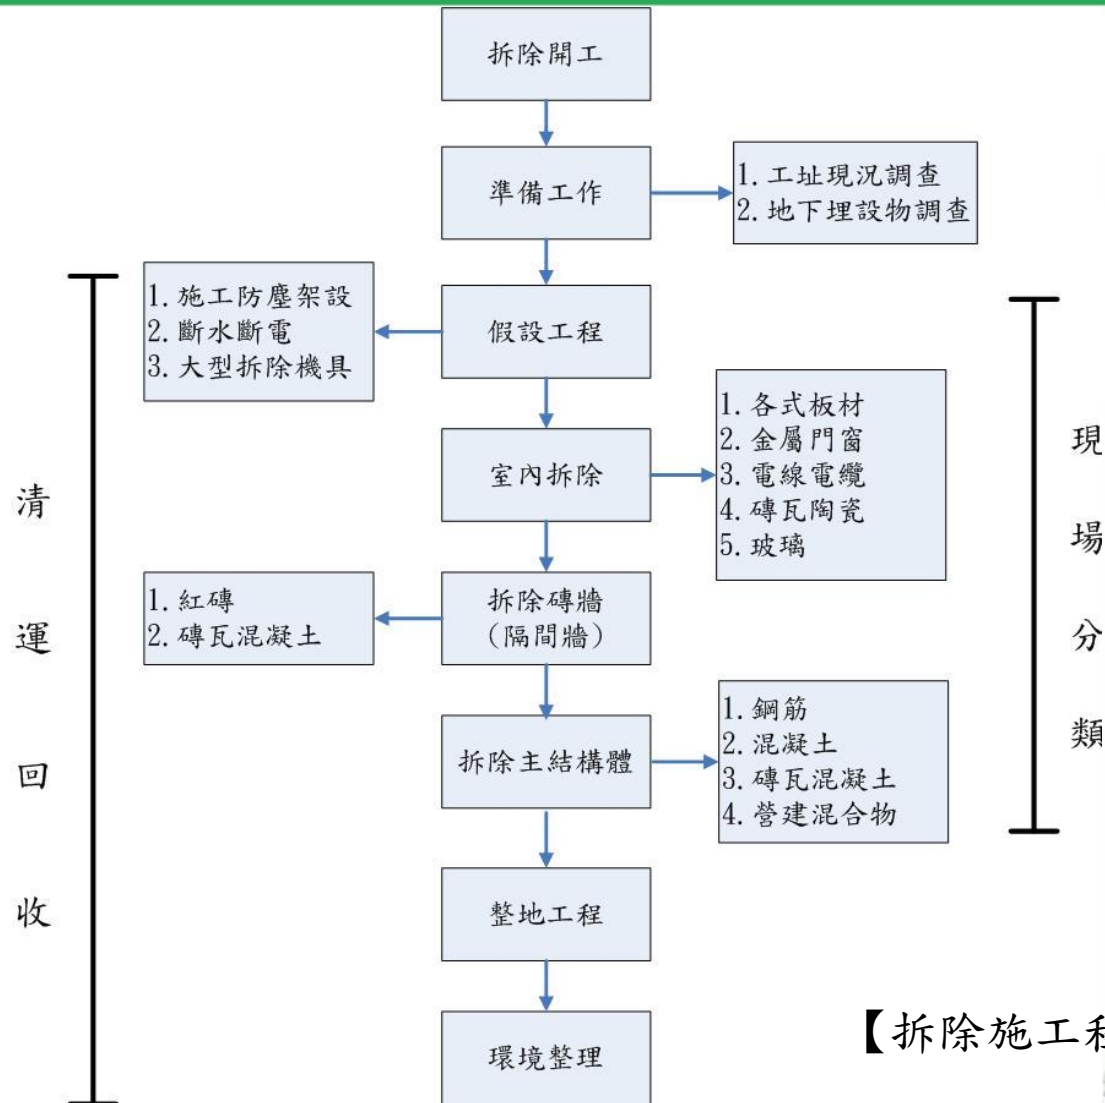 拆除開工
準備工作
1.工址現況調查
2.地下埋設物調查
1.施工防塵架設
2.斷水斷電
3.大型拆除機具
假設工程
室內拆除
1.各式板材
2.金屬門窗
3.電線電纜
4.磚瓦陶瓷
5.玻璃
1.紅磚
2.磚瓦混凝土
拆除磚牆
(隔間牆)
拆除主結構體
1.鋼筋
2.混凝土
3.磚瓦混凝土
4.營建混合物
整地工程
環境整理
清運回收
現場分類
【拆除施工程